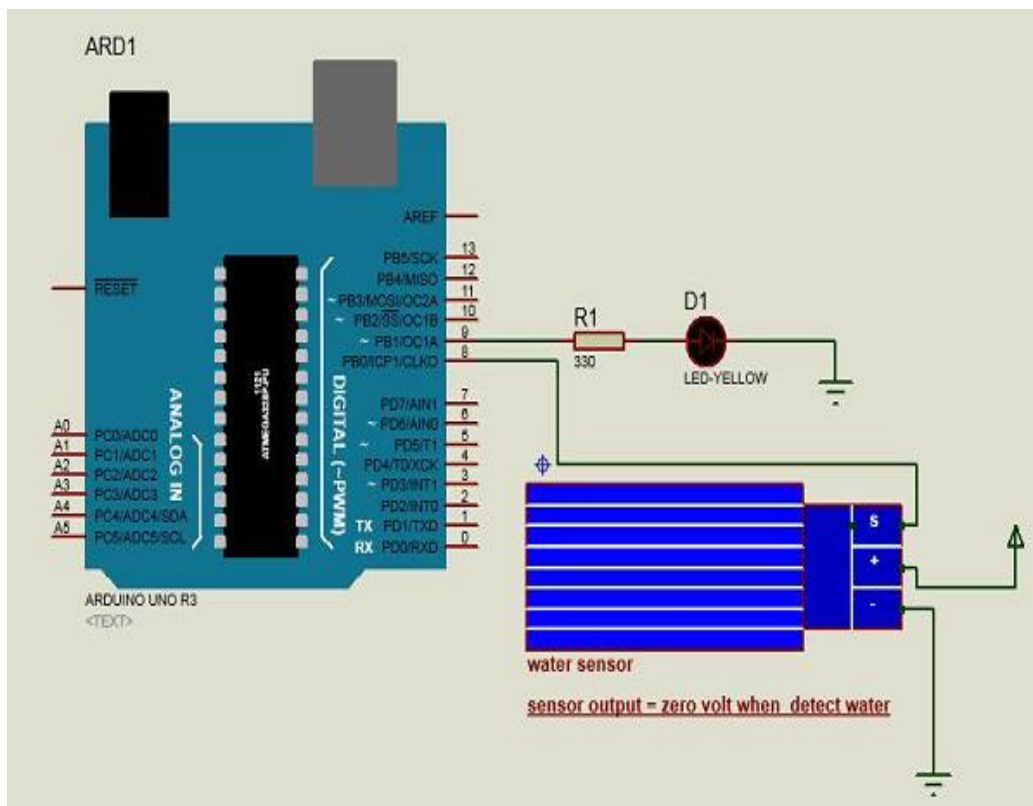 ARD1
AREF
PB5/SCK 13
PB4/MISO 12
~ PB3/MOSI/OC2A 11
~ PB2/SS/OC1B 10
~ PB1/OC1A 9
PB0/ICP1/CLKO 8
PD7/AIN1 7
~ PD6/AIN0 6
~ PD5/T1 5
PD4/T0/XCK 4
~ PD3/INT1 3
PD2/INT0 2
TX PD1/TXD 1
RX PD0/RXD 0
DIGITAL (~PWM)
RESET
ANALOG IN
A0 PC0/ADC0
A1 PC1/ADC1
A2 PC2/ADC2
A3 PC3/ADC3
A4 PC4/ADC4/SDA
A5 PC5/ADC5/SCL
ARDUINO UNO R3
<TEXT>
R1
330
D1
LED-YELLOW
S
+
-
water sensor
sensor output = zero volt when detect water